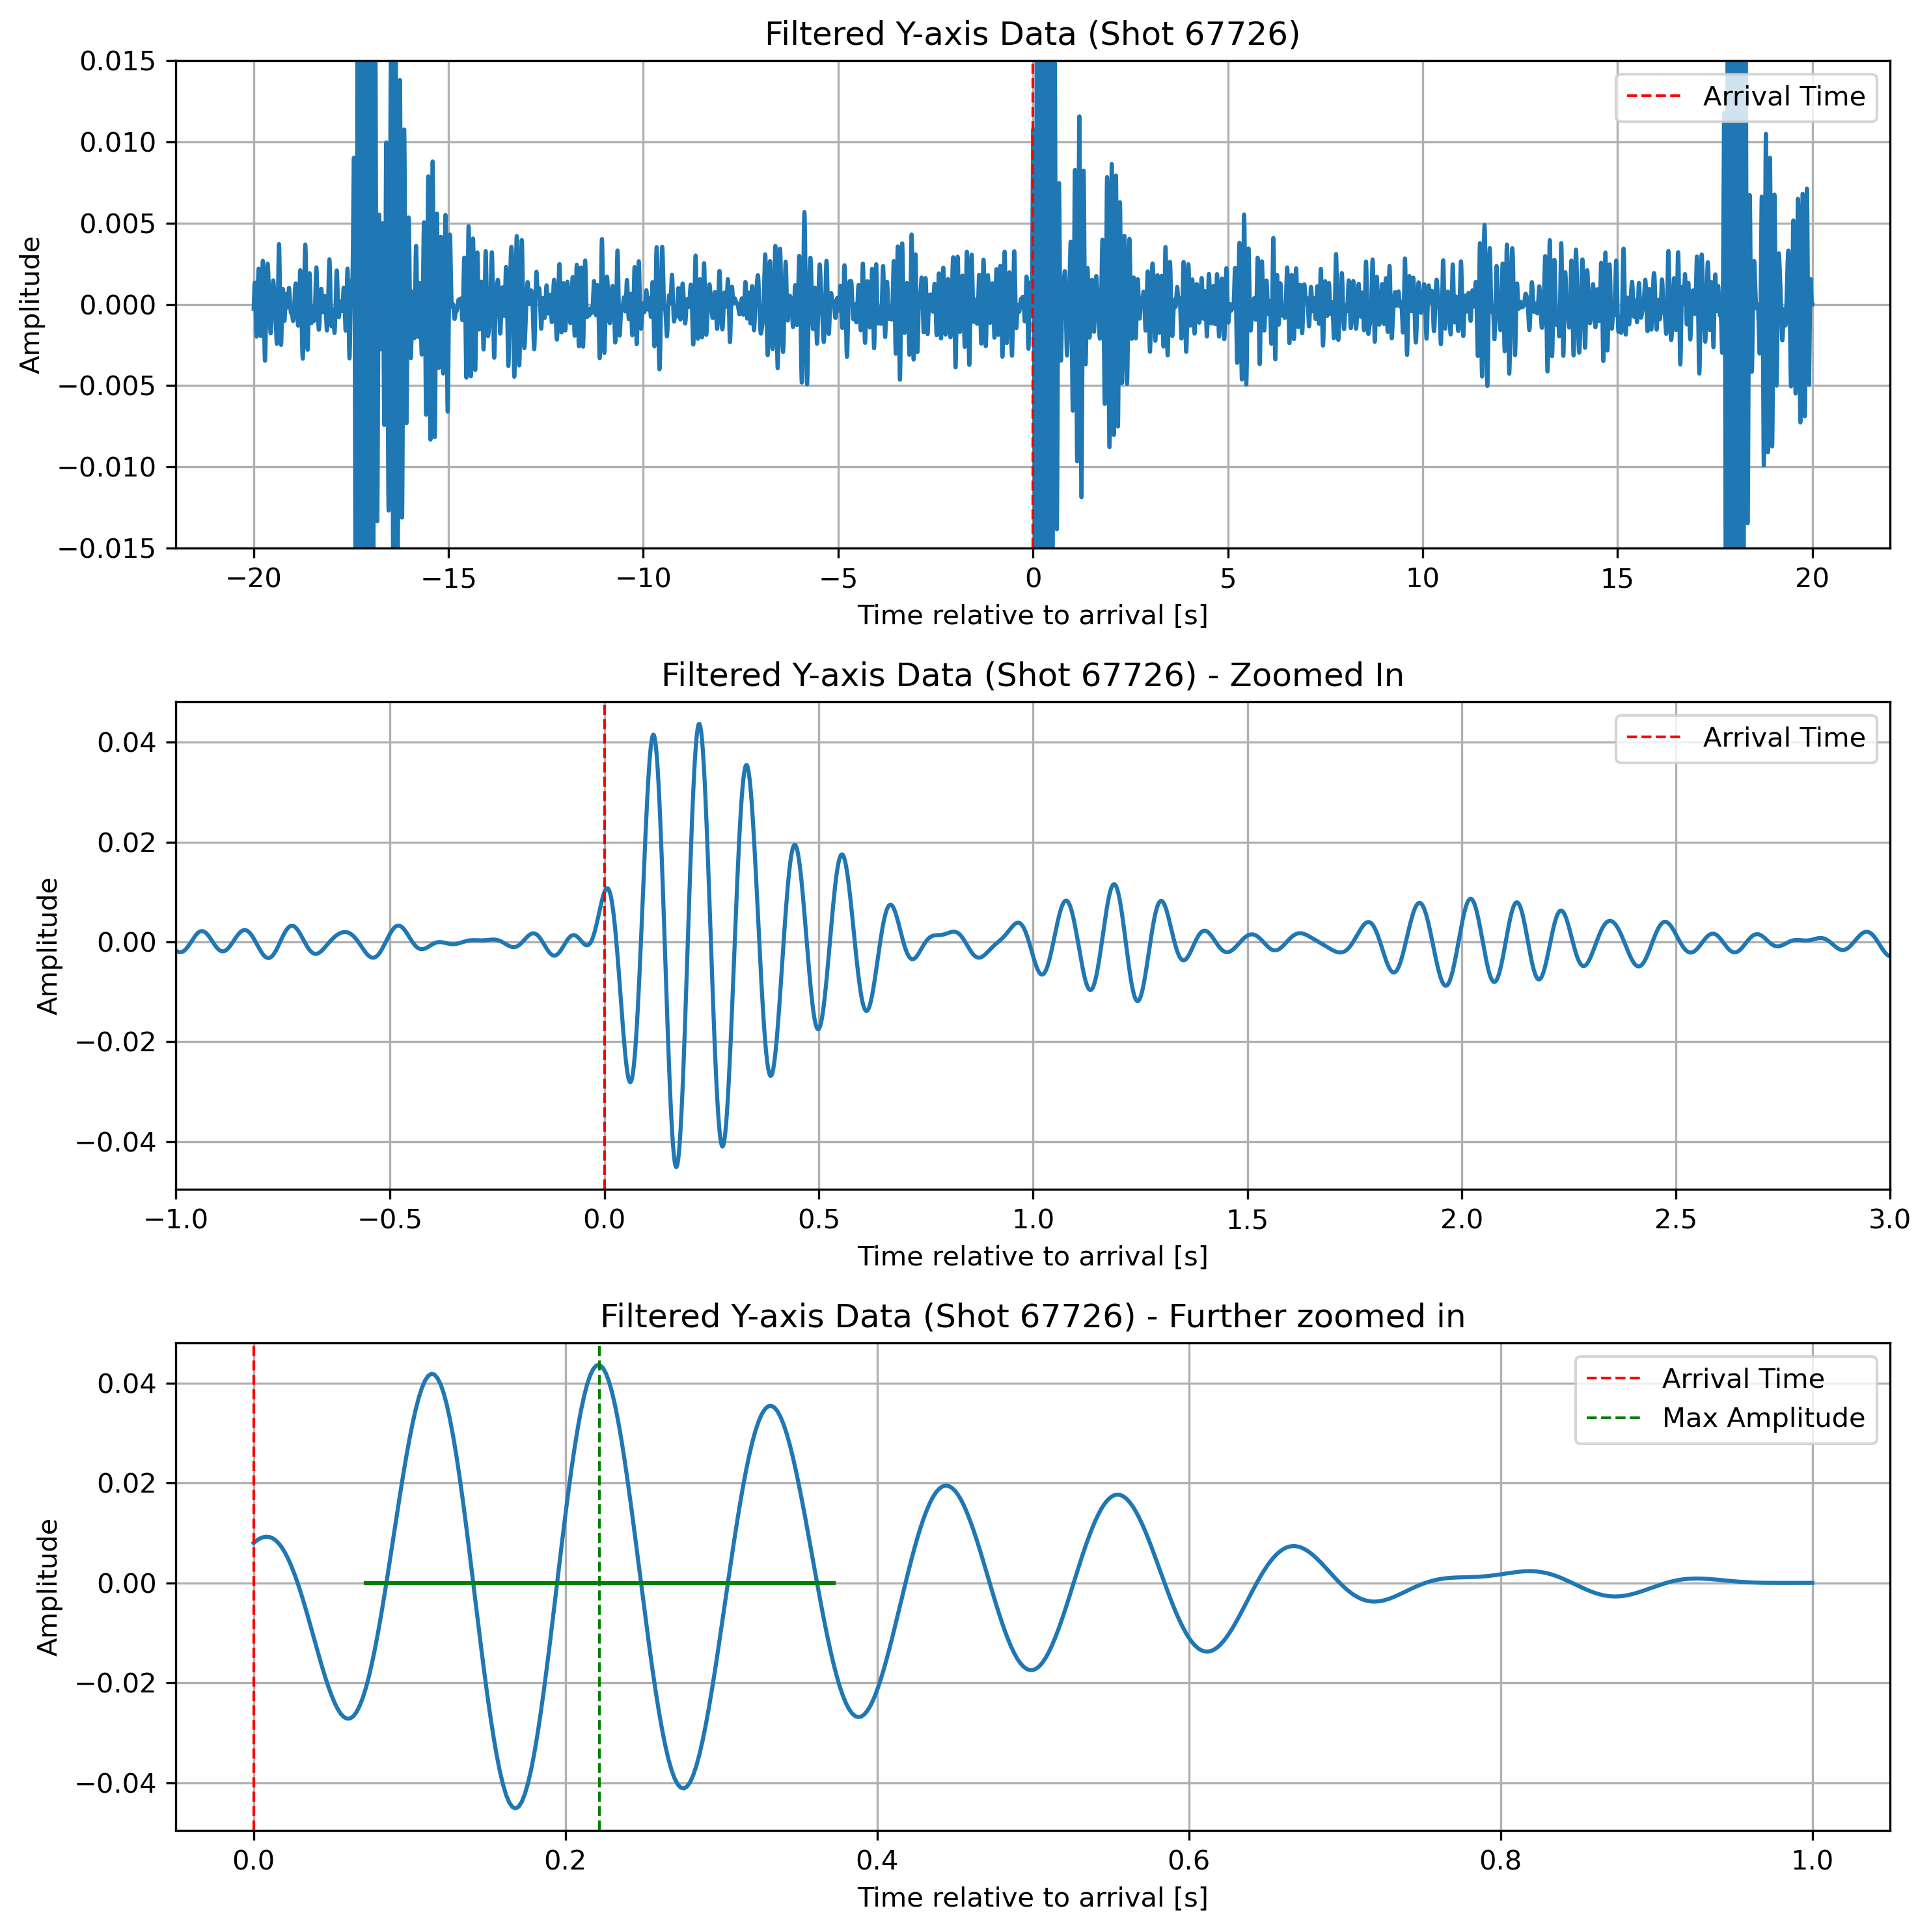 Filtered Y-axis Data (Shot 67726)
0.015
0.010
0.005
0.000
−0.005
−0.010
−0.015
Amplitude
Arrival Time
−20 −15 −10 −5 0 5 10 15 20
Time relative to arrival [s]
Filtered Y-axis Data (Shot 67726) - Zoomed In
0.04
0.02
0.00
−0.02
−0.04
Amplitude
Arrival Time
−1.0 −0.5 0.0 0.5 1.0 1.5 2.0 2.5 3.0
Time relative to arrival [s]
Filtered Y-axis Data (Shot 67726) - Further zoomed in
0.04
0.02
0.00
−0.02
−0.04
Amplitude
Arrival Time
Max Amplitude
0.0 0.2 0.4 0.6 0.8 1.0
Time relative to arrival [s]